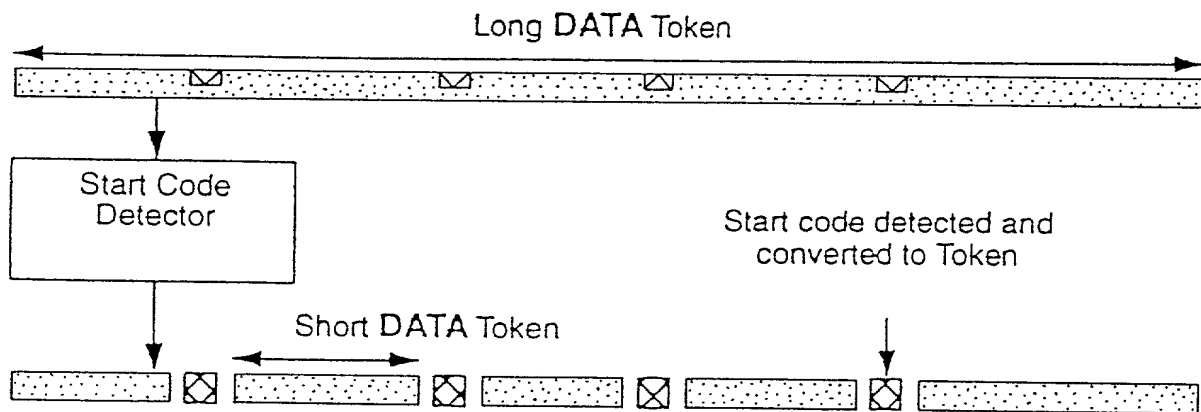 Long DATA Token
Start Code
Detector
Start code detected and
converted to Token
Short DATA Token